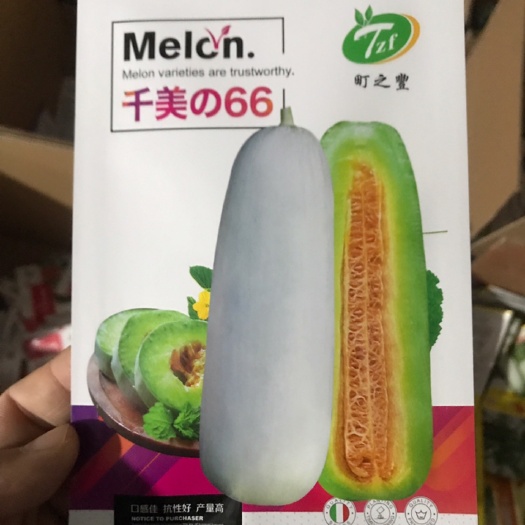 Melon.
Melon varieties are trustworthy.
千美の66
Tzf
町之豐
口感佳 抗性好 产量高
NOTICE TO PURCHASER